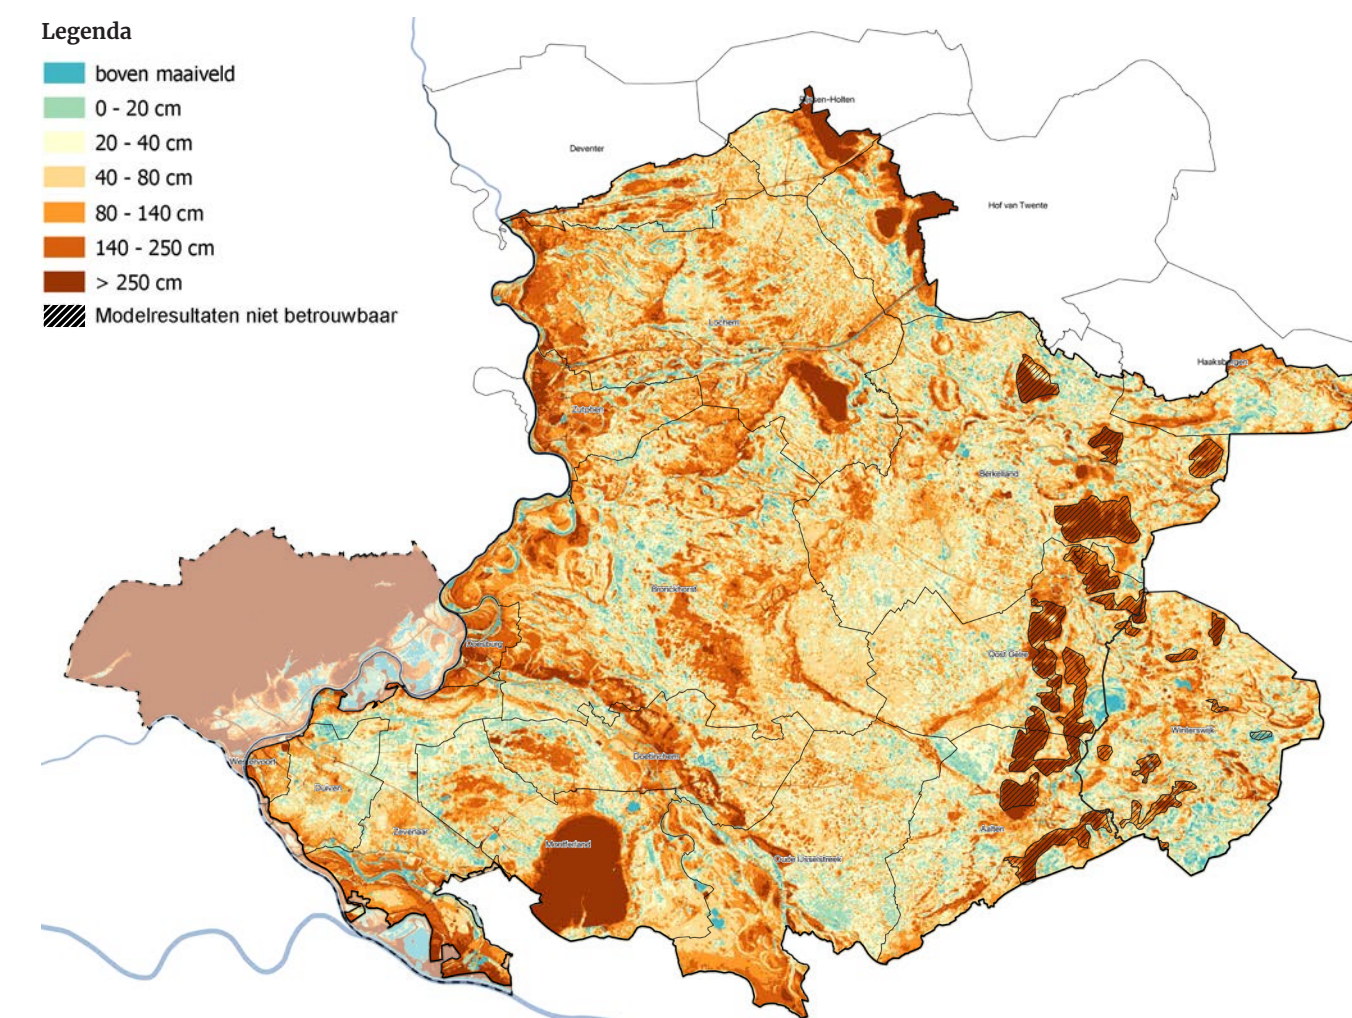 Legenda
boven maaiveld
0 - 20 cm
20 - 40 cm
40 - 80 cm
80 - 140 cm
140 - 250 cm
> 250 cm
Modelresultaten niet betrouwbaar
Rijssen-Holten
Deventer
Hof van Twente
Lochem
Haaksbergen
Zutphen
Berkelland
Bronckhorst
Doesburg
Oost Gelre
Winterswijk
Westervoort
Doetinchem
Duiven
Zevenaar
Aalten
Montferland
Oude IJsselstreek